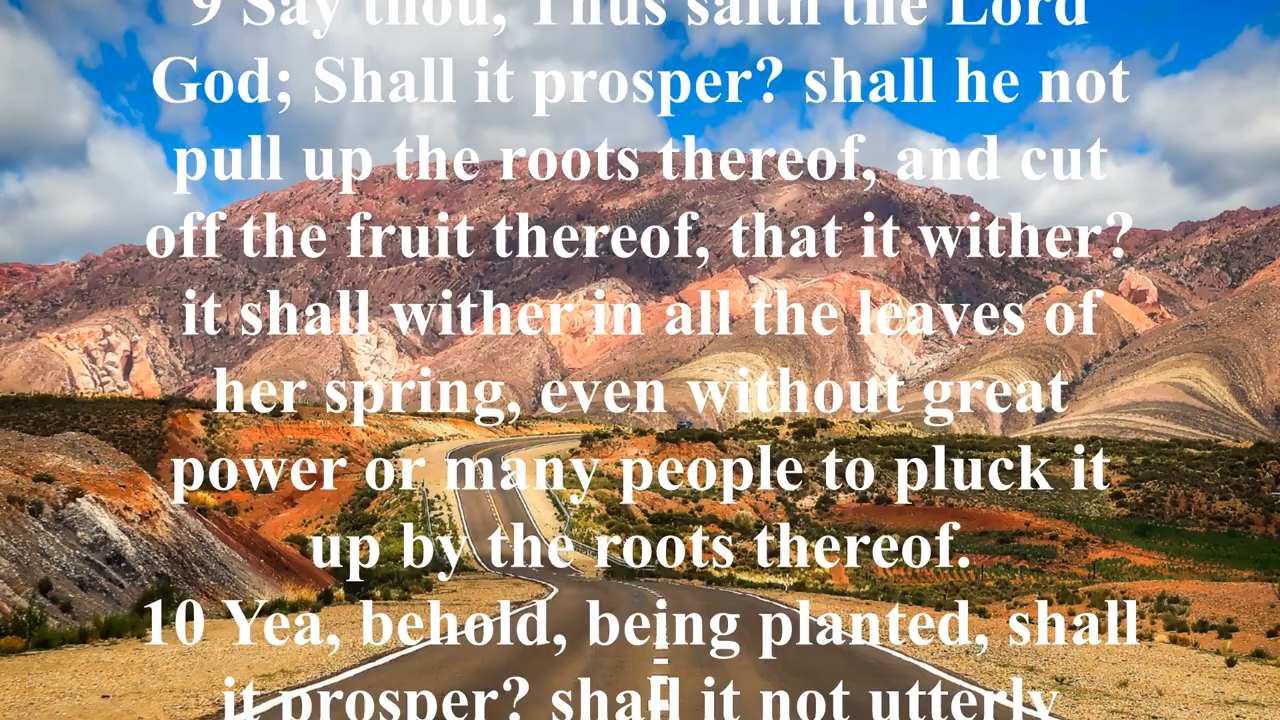 9 Say thou, Thus saith the Lord
God; Shall it prosper? shall he not
pull up the roots thereof, and cut
off the fruit thereof, that it wither?
it shall wither in all the leaves of
her spring, even without great
power or many people to pluck it
up by the roots thereof.
10 Yea, behold, being planted, shall
it prosper? shall it not utterly